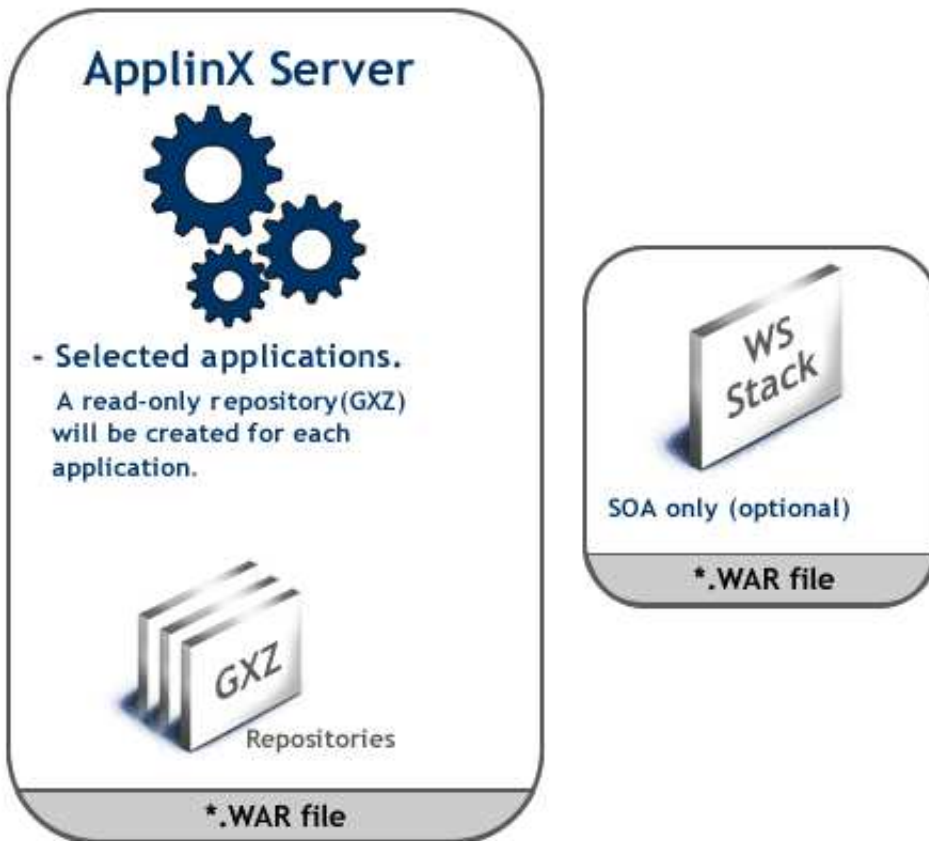 ApplinX Server
- Selected applications.
A read-only repository(GXZ)
will be created for each
application.
GXZ
Repositories
*.WAR file
WS
Stack
SOA only (optional)
*.WAR file